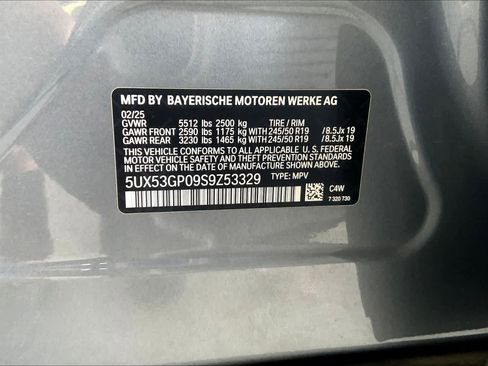 MFD BY BAYERISCHE MOTOREN WERKE AG
02/25
GVWR 5512 lbs 2500 kg TIRE / RIM
GAWR FRONT 2590 lbs 1175 kg WITH 245/50 R19 /8.5Jx 19
GAWR REAR 3230 lbs 1465 kg WITH 245/50 R19 /8.5Jx 19
THIS VEHICLE CONFORMS TO ALL APPLICABLE U.S. FEDERAL
MOTOR VEHICLE SAFETY, BUMPER, AND THEFT
PREVENTION STANDARDS IN
EFFECT ON THE DATE OF MANUFACTURE SHOWN ABOVE.
5UX53GP09S9Z53329 TYPE: MPV
C4W
7 320 730